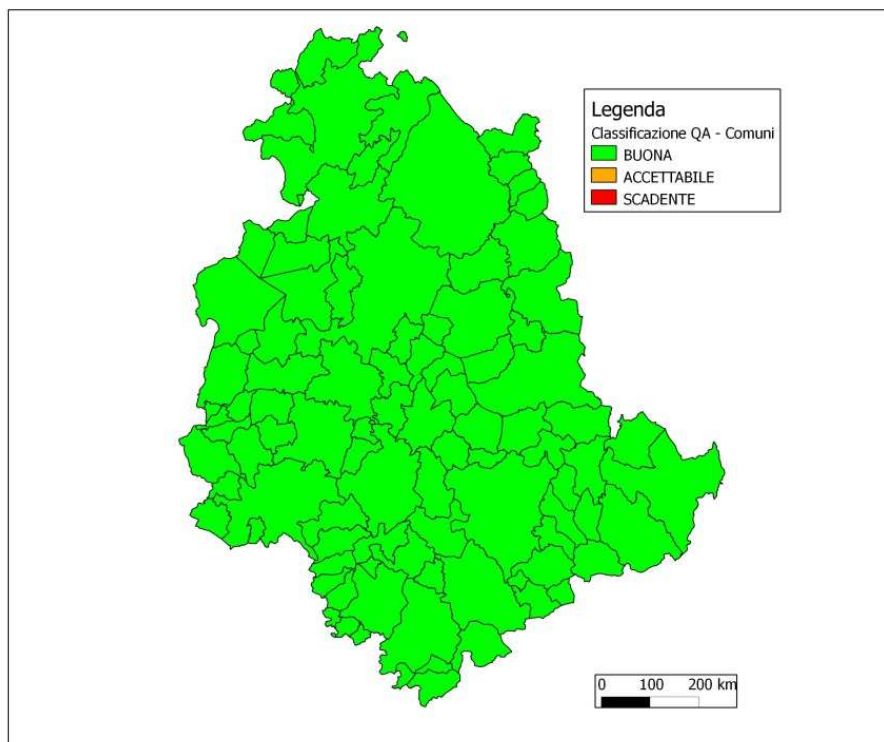 Legenda
Classificazione QA - Comuni
BUONA
ACCETTABILE
SCADENTE
0 100 200 km